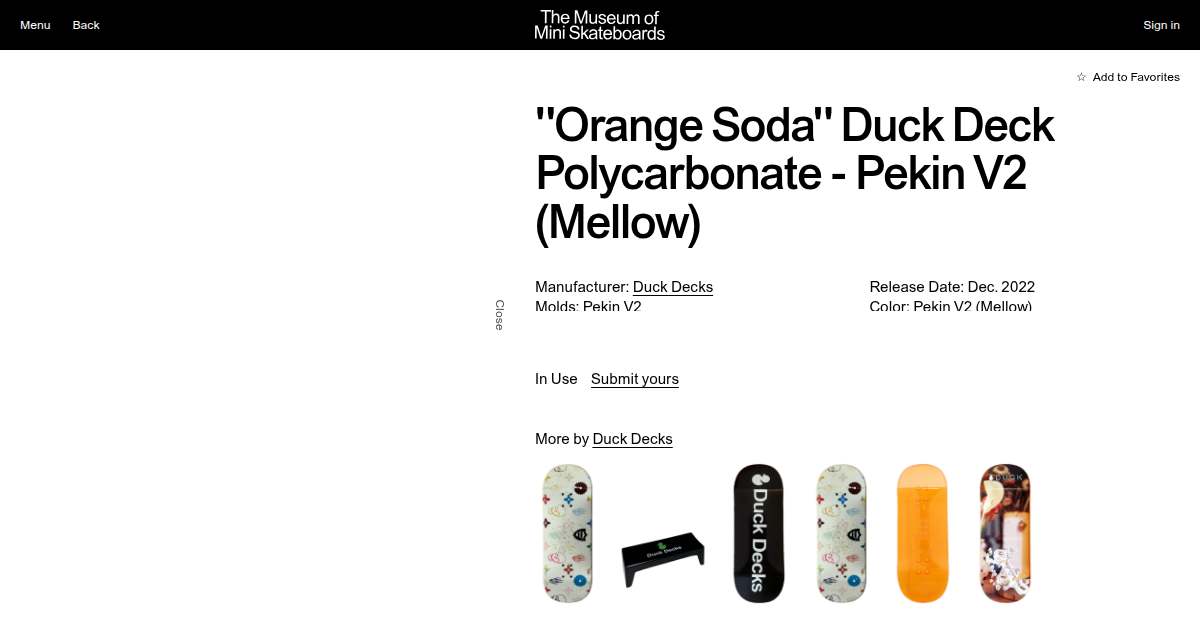 Menu Back
The Museum of
Mini Skateboards
Sign in
☆ Add to Favorites
"Orange Soda" Duck Deck
Polycarbonate - Pekin V2
(Mellow)
Manufacturer: Duck Decks
Release Date: Dec. 2022
Molds: Pekin V2
Color: Pekin V2 (Mellow)
Close
In Use Submit yours
More by Duck Decks
Duck Decks
Duck Decks
DUCK